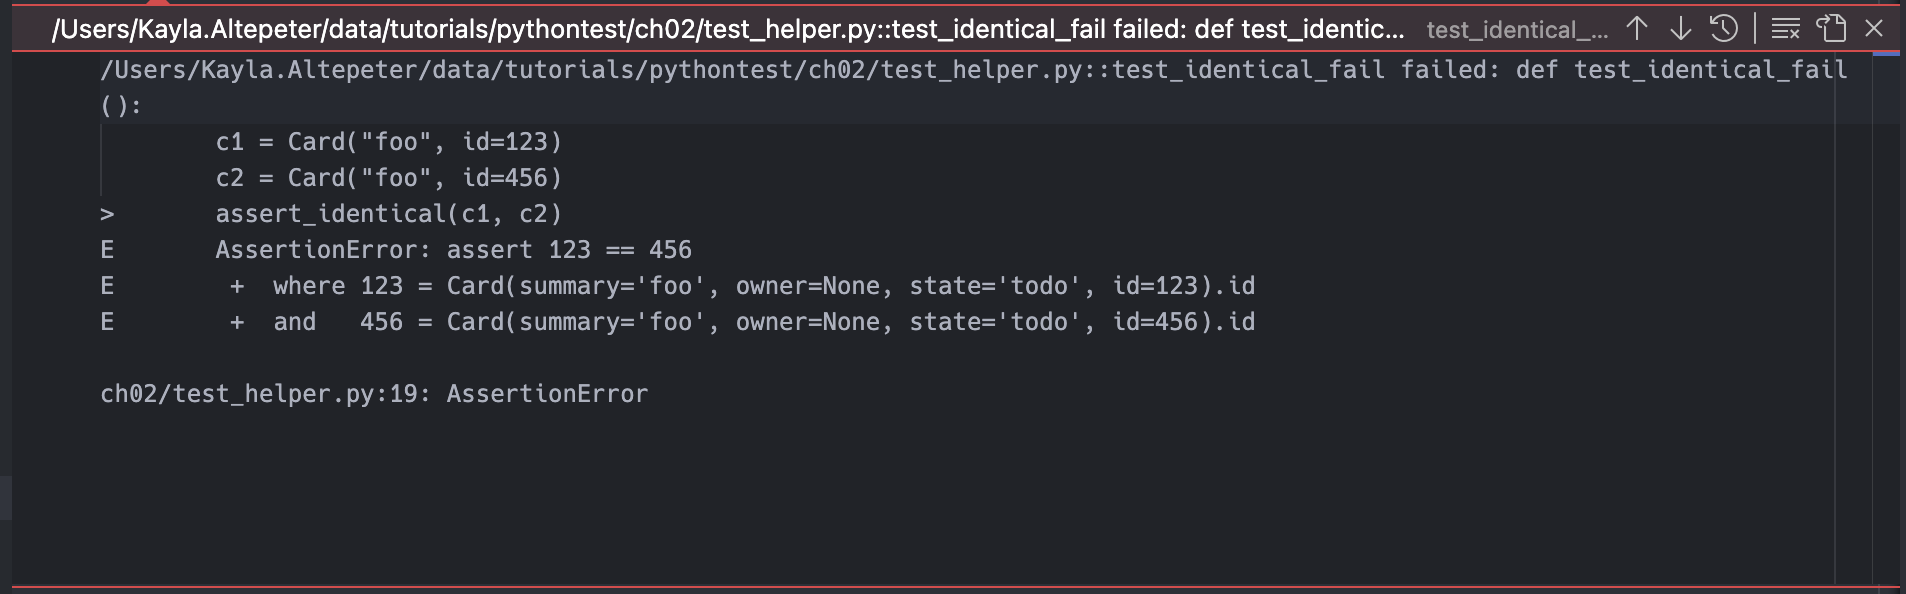 /Users/Kayla.Altepeter/data/tutorials/pythontest/ch02/test_helper.py::test_identical_fail failed: def test_identic... test_identical_...
/Users/Kayla.Altepeter/data/tutorials/pythontest/ch02/test_helper.py::test_identical_fail failed: def test_identical_fail
():
c1 = Card("foo", id=123)
c2 = Card("foo", id=456)
> assert_identical(c1, c2)
E AssertionError: assert 123 == 456
E + where 123 = Card(summary='foo', owner=None, state='todo', id=123).id
E + and 456 = Card(summary='foo', owner=None, state='todo', id=456).id
ch02/test_helper.py:19: AssertionError